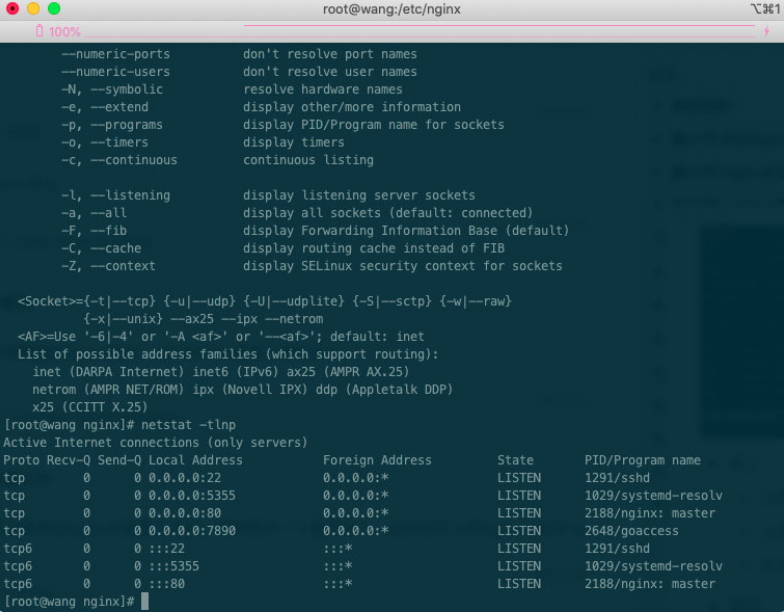 root@wang:/etc/nginx
⌥⌘1
100%
--numeric-ports don't resolve port names
--numeric-users don't resolve user names
-N, --symbolic resolve hardware names
-e, --extend display other/more information
-p, --programs display PID/Program name for sockets
-o, --timers display timers
-c, --continuous continuous listing
-l, --listening display listening server sockets
-a, --all display all sockets (default: connected)
-F, --fib display Forwarding Information Base (default)
-C, --cache display routing cache instead of FIB
-Z, --context display SELinux security context for sockets
<Socket>={-t|--tcp} {-u|--udp} {-U|--udplite} {-S|--sctp} {-w|--raw}
{-x|--unix} --ax25 --ipx --netrom
<AF>=Use '-6|-4' or '-A <af>' or '--<af>'; default: inet
List of possible address families (which support routing):
inet (DARPA Internet) inet6 (IPv6) ax25 (AMPR AX.25)
netrom (AMPR NET/ROM) ipx (Novell IPX) ddp (Appletalk DDP)
x25 (CCITT X.25)
[root@wang nginx]# netstat -tlnp
Active Internet connections (only servers)
Proto Recv-Q Send-Q Local Address Foreign Address State PID/Program name
tcp 0 0 0.0.0.0:22 0.0.0.0:* LISTEN 1291/sshd
tcp 0 0 0.0.0.0:5355 0.0.0.0:* LISTEN 1029/systemd-resolv
tcp 0 0 0.0.0.0:80 0.0.0.0:* LISTEN 2188/nginx: master
tcp 0 0 0.0.0.0:7890 0.0.0.0:* LISTEN 2648/goaccess
tcp6 0 0 :::22 :::* LISTEN 1291/sshd
tcp6 0 0 :::5355 :::* LISTEN 1029/systemd-resolv
tcp6 0 0 :::80 :::* LISTEN 2188/nginx: master
[root@wang nginx]#